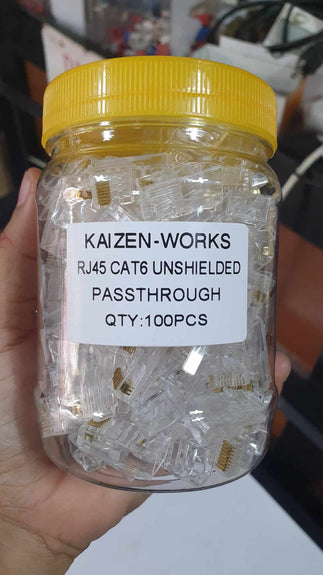 KAIZEN-WORKS
RJ45 CAT6 UNSHIELDED
PASSTHROUGH
QTY:100PCS